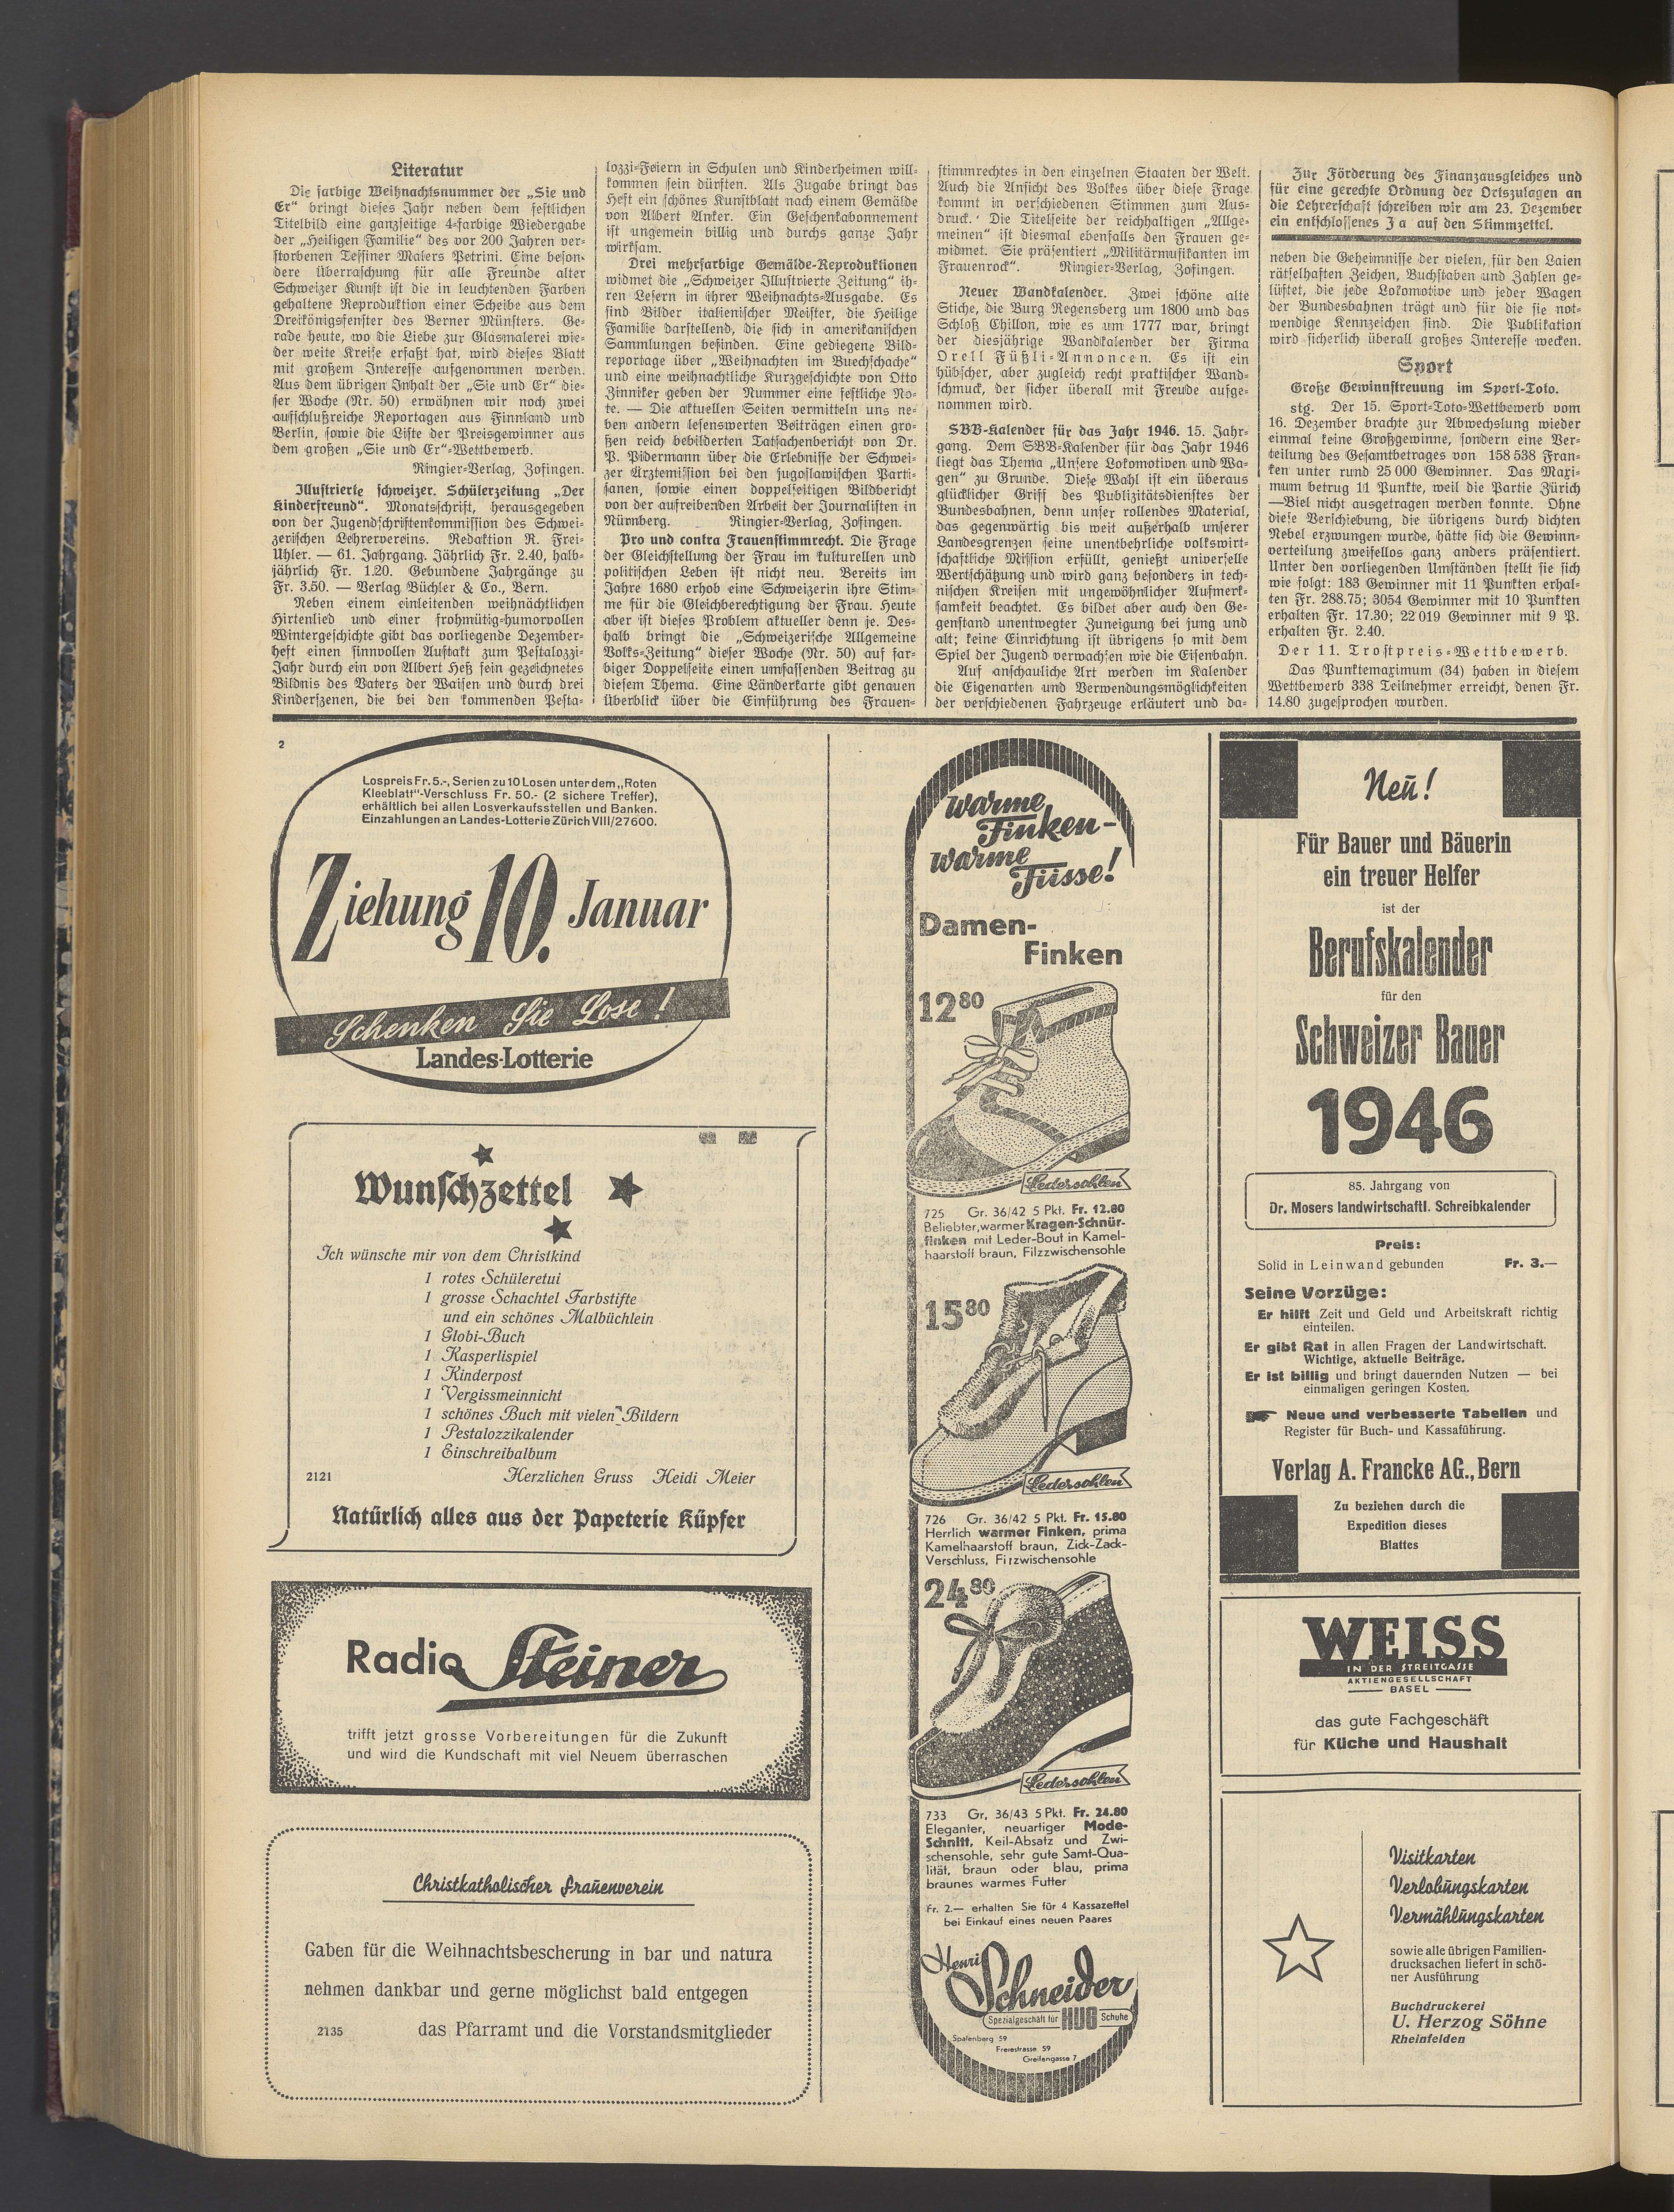 Literatur
Die farbige Weihnachtsnummer der „Sie und
Er“ bringt dieses Jahr neben dem festlichen
Titelbild eine ganzseitige 4-farbige Wiedergabe
der „Heiligen Familie“ des vor 200 Jahren ver-
storbenen Tessiner Malers Petrini. Eine beson-
dere Überraschung für alle Freunde alter
Schweizer Kunst ist die in leuchtenden Farben
gehaltene Reproduktion einer Scheibe aus dem
Dreikönigsfenster des Berner Münsters. Ge-
rade heute, wo die Liebe zur Glasmalerei wie-
der weite Kreise erfaßt hat, wird dieses Blatt
mit großem Interesse aufgenommen werden.
Aus dem übrigen Inhalt der „Sie und Er“ die-
ser Woche (Nr. 50) erwähnen wir noch zwei
aufschlußreiche Reportagen aus Finnland und
Berlin, sowie die Liste der Preisgewinner aus
dem großen „Sie und Er“-Wettbewerb.
Ringier-Verlag, Zofingen.
Illustrierte schweizer. Schülerzeitung „Der
Kinderfreund“. Monatsschrift, herausgegeben
von der Jugendschriftenkommission des Schwei-
zerischen Lehrervereins. Redaktion R. Frei-
Uhler. — 61. Jahrgang. Jährlich Fr. 2.40, halb-
jährlich Fr. 1.20. Gebundene Jahrgänge zu
Fr. 3.50. — Verlag Büchler & Co., Bern.
Neben einem einleitenden weihnächtlichen
Hirtenlied und einer frohmütig-humorvollen
Wintergeschichte gibt das vorliegende Dezember-
heft einen sinnvollen Auftakt zum Pestalozzi-
Jahr durch ein von Albert Heß fein gezeichnetes
Bildnis des Vaters der Waisen und durch drei
Kinderszenen, die bei den kommenden Pesta-
lozzi-Feiern in Schulen und Kinderheimen will-
kommen sein dürften. Als Zugabe bringt das
Heft ein schönes Kunstblatt nach einem Gemälde
von Albert Anker. Ein Geschenkabonnement
ist ungemein billig und durchs ganze Jahr
wirksam.
Drei mehrfarbige Gemälde-Reproduktionen
widmet die „Schweizer Illustrierte Zeitung“ ih-
ren Lesern in ihrer Weihnachts-Ausgabe. Es
sind Bilder italienischer Meister, die Heilige
Familie darstellend, die sich in amerikanischen
Sammlungen befinden. Eine gediegene Bild-
reportage über „Weihnachten im Buechschache“
und eine weihnachtliche Kurzgeschichte von Otto
Zinniker geben der Nummer eine festliche No-
te. — Die aktuellen Seiten vermitteln uns ne-
ben andern lesenswerten Beiträgen einen gro-
ßen reich bebilderten Tatsachenbericht von Dr.
P. Pidermann über die Erlebnisse der Schwei-
zer Ärztemission bei den jugoslawischen Parti-
sanen, sowie einen doppelseitigen Bildbericht
von der aufreibenden Arbeit der Journalisten in
Nürnberg. Ringier-Verlag, Zofingen.
Pro und contra Frauenstimmrecht. Die Frage
der Gleichstellung der Frau im kulturellen und
politischen Leben ist nicht neu. Bereits im
Jahre 1680 erhob eine Schweizerin ihre Stim-
me für die Gleichberechtigung der Frau. Heute
aber ist dieses Problem aktueller denn je. Des-
halb bringt die „Schweizerische Allgemeine
Volks-Zeitung“ dieser Woche (Nr. 50) auf far-
biger Doppelseite einen umfassenden Beitrag zu
diesem Thema. Eine Länderkarte gibt genauen
Überblick über die Einführung des Frauen-
stimmrechtes in den einzelnen Staaten der Welt.
Auch die Ansicht des Volkes über diese Frage
kommt in verschiedenen Stimmen zum Aus-
druck. Die Titelseite der reichhaltigen „Allge-
meinen“ ist diesmal ebenfalls den Frauen ge-
widmet. Sie präsentiert „Militärmusikanten im
Frauenrock“. Ringier-Verlag, Zofingen.
Neuer Wandkalender. Zwei schöne alte
Stiche, die Burg Regensberg um 1800 und das
Schloß Chillon, wie es um 1777 war, bringt
der diesjährige Wandkalender der Firma
Orell Füßli-Annoncen. Es ist ein
hübscher, aber zugleich recht praktischer Wand-
schmuck, der sicher überall mit Freude aufge-
nommen wird.
SBB-Kalender für das Jahr 1946. 15. Jahr-
gang. Dem SBB-Kalender für das Jahr 1946
liegt das Thema „Unsere Lokomotiven und Wa-
gen“ zu Grunde. Diese Wahl ist ein überaus
glücklicher Griff des Publizitätsdienstes der
Bundesbahnen, denn unser rollendes Material,
das gegenwärtig bis weit außerhalb unserer
Landesgrenzen seine unentbehrliche volkswirt-
schaftliche Mission erfüllt, genießt universelle
Wertschätzung und wird ganz besonders in tech-
nischen Kreisen mit ungewöhnlicher Aufmerk-
samkeit beachtet. Es bildet aber auch den Ge-
genstand unentwegter Zuneigung bei jung und
alt; keine Einrichtung ist übrigens so mit dem
Spiel der Jugend verwachsen wie die Eisenbahn.
Auf anschauliche Art werden im Kalender
die Eigenarten und Verwendungsmöglichkeiten
der verschiedenen Fahrzeuge erläutert und da-
Zur Förderung des Finanzausgleiches und
für eine gerechte Ordnung der Ortszulagen an
die Lehrerschaft schreiben wir am 23. Dezember
ein entschlossenes Ja auf den Stimmzettel.
neben die Geheimnisse der vielen, für den Laien
rätselhaften Zeichen, Buchstaben und Zahlen ge-
lüftet, die jede Lokomotive und jeder Wagen
der Bundesbahnen trägt und für die sie not-
wendige Kennzeichen sind. Die Publikation
wird sicherlich überall großes Interesse wecken.
Sport
Große Gewinnstreuung im Sport-Toto.
stg. Der 15. Sport-Toto-Wettbewerb vom
16. Dezember brachte zur Abwechslung wieder
einmal keine Großgewinne, sondern eine Ver-
teilung des Gesamtbetrages von 158 538 Fran-
ken unter rund 25 000 Gewinner. Das Maxi-
mum betrug 11 Punkte, weil die Partie Zürich
—Biel nicht ausgetragen werden konnte. Ohne
diese Verschiebung, die übrigens durch dichten
Nebel erzwungen wurde, hätte sich die Gewinn-
verteilung zweifellos ganz anders präsentiert.
Unter den vorliegenden Umständen stellt sie sich
wie folgt: 183 Gewinner mit 11 Punkten erhal-
ten Fr. 288.75; 3054 Gewinner mit 10 Punkten
erhalten Fr. 17.30; 22 019 Gewinner mit 9 P.
erhalten Fr. 2.40.
Der 11. Trostpreis-Wettbewerb.
Das Punktemaximum (34) haben in diesem
Wettbewerb 338 Teilnehmer erreicht, denen Fr.
14.80 zugesprochen wurden.
2
Lospreis Fr. 5.-, Serien zu 10 Losen unter dem „Roten
Kleeblatt“-Verschluss Fr. 50.- (2 sichere Treffer),
erhältlich bei allen Losverkaufsstellen und Banken.
Einzahlungen an Landes-Lotterie Zürich VIII/27600.
Ziehung 10. Januar
Schenken Sie Lose!
Landes-Lotterie
Wunschzettel
Ich wünsche mir von dem Christkind
1 rotes Schüleretui
1 grosse Schachtel Farbstifte
und ein schönes Malbüchlein
1 Globi-Buch
1 Kasperlispiel
1 Kinderpost
1 Vergissmeinnicht
1 schönes Buch mit vielen Bildern
1 Pestalozzikalender
1 Einschreibalbum
2121 Herzlichen Gruss Heidi Meier
Natürlich alles aus der Papeterie Küpfer
Radio Steiner
trifft jetzt grosse Vorbereitungen für die Zukunft
und wird die Kundschaft mit viel Neuem überraschen
Christkatholischer Frauenverein
Gaben für die Weihnachtsbescherung in bar und natura
nehmen dankbar und gerne möglichst bald entgegen
2135 das Pfarramt und die Vorstandsmitglieder
Warme
Finken-
Warme
Füsse!
Damen-
Finken
12 80
Ledersohlen
725 Gr. 36/42 5 Pkt. Fr. 12.80
Beliebter, warmer Kragen-Schnür-
finken mit Leder-Bout in Kamel-
haarstoff braun, Filzzwischensohle
15 80
Ledersohlen
726 Gr. 36/42 5 Pkt. Fr. 15.80
Herrlich warmer Finken, prima
Kamelhaarstoff braun, Zick-Zack-
Verschluss, Filzzwischensohle
24 80
Ledersohlen
733 Gr. 36/43 5 Pkt. Fr. 24.80
Eleganter, neuartiger Mode-
Schnitt, Keil-Absatz und Zwi-
schensohle, sehr gute Samt-Qua-
lität, braun oder blau, prima
braunes warmes Futter
Fr. 2.— erhalten Sie für 4 Kassazettel
bei Einkauf eines neuen Paares
Henri
Schneider
Spezialgeschäft für HUG Schuhe
Spalenberg 59
Freiestrasse 59
Greifengasse 7
Neu!
Für Bauer und Bäuerin
ein treuer Helfer
ist der
Berufskalender
für den
Schweizer Bauer
1946
85. Jahrgang von
Dr. Mosers landwirtschaftl. Schreibkalender
Preis:
Solid in Leinwand gebunden Fr. 3.—
Seine Vorzüge:
Er hilft Zeit und Geld und Arbeitskraft richtig
einteilen.
Er gibt Rat in allen Fragen der Landwirtschaft.
Wichtige, aktuelle Beiträge.
Er ist billig und bringt dauernden Nutzen — bei
einmaligen geringen Kosten.
Neue und verbesserte Tabellen und
Register für Buch- und Kassaführung.
Verlag A. Francke AG., Bern
Zu beziehen durch die
Expedition dieses
Blattes
WEISS
IN DER STREITGASSE
AKTIENGESELLSCHAFT
BASEL
das gute Fachgeschäft
für Küche und Haushalt
Visitkarten
Verlobungskarten
Vermählungskarten
sowie alle übrigen Familien-
drucksachen liefert in schö-
ner Ausführung
Buchdruckerei
U. Herzog Söhne
Rheinfelden